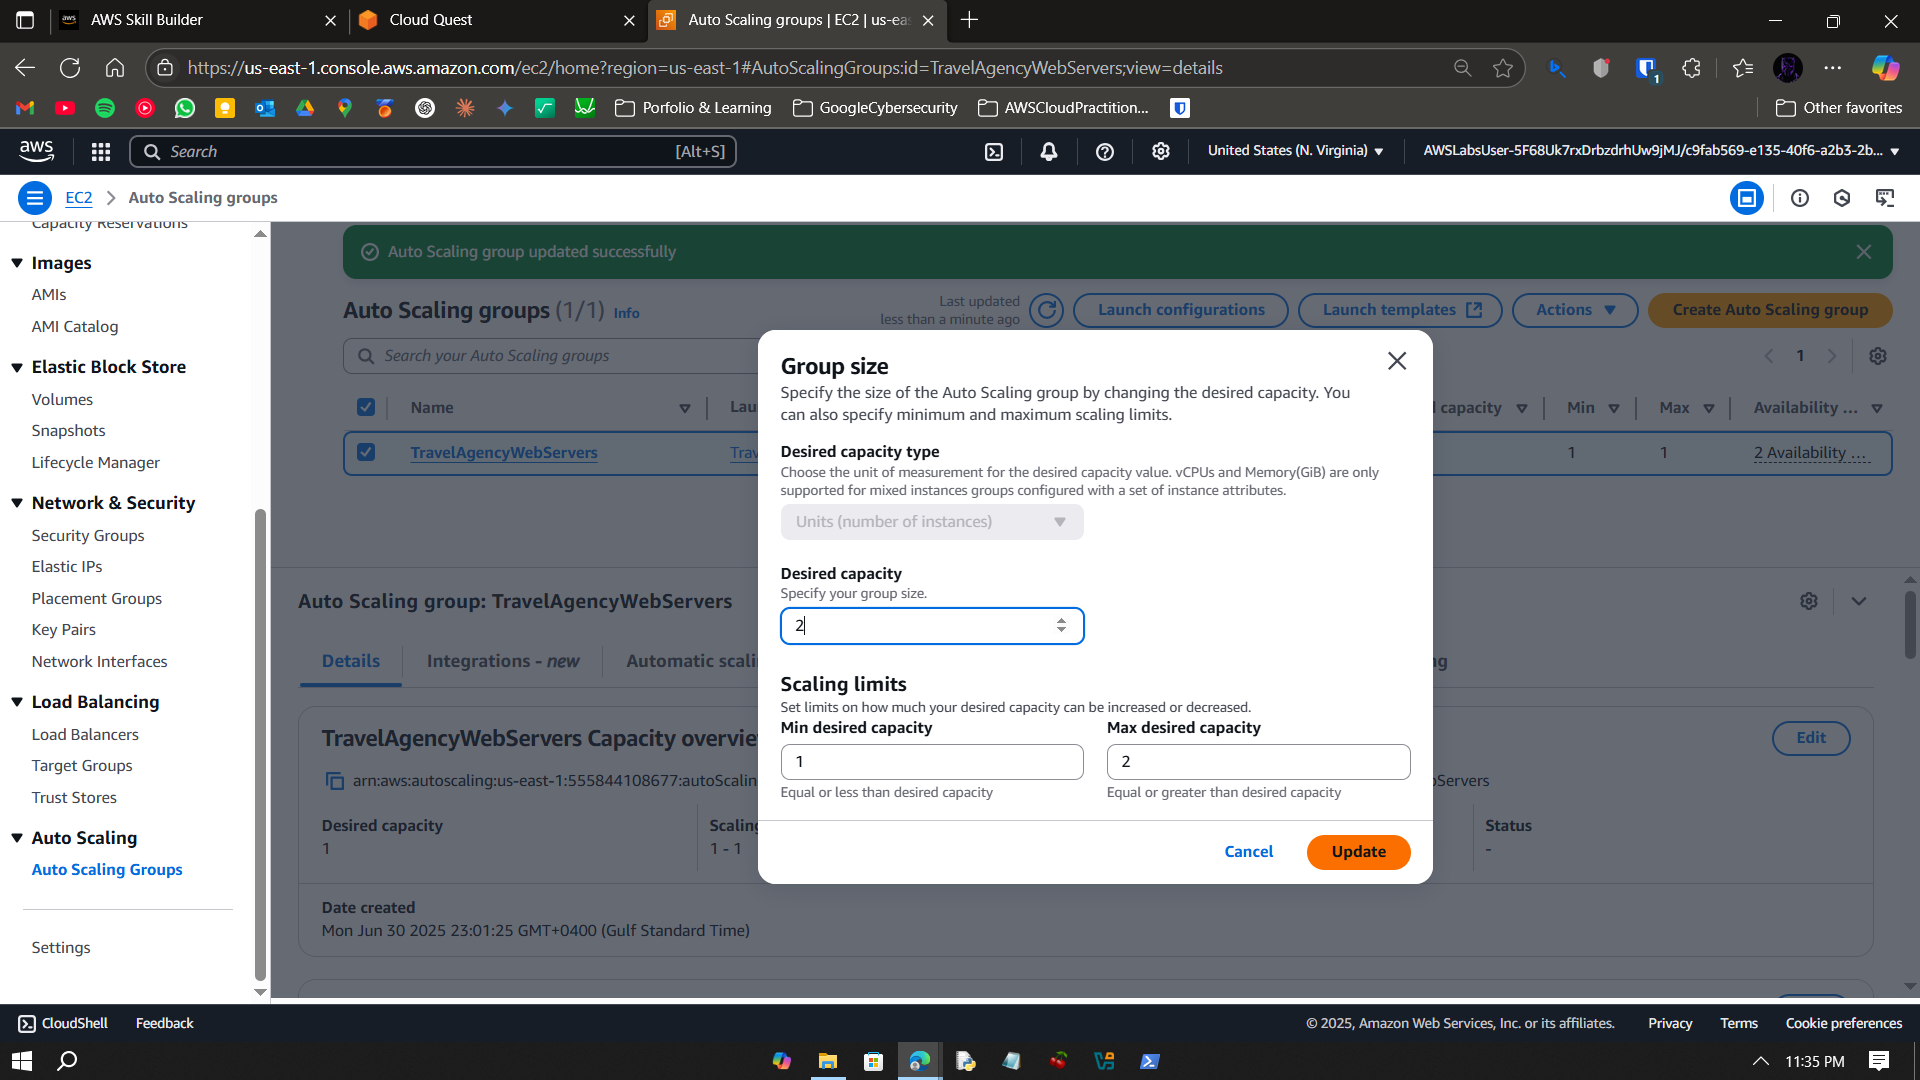 AWS Skill Builder
Cloud Quest
Auto Scaling groups | EC2 | us-eas
https://us-east-1.console.aws.amazon.com/ec2/home?region=us-east-1#AutoScalingGroups:id=TravelAgencyWebServers;view=details
1
Porfolio & Learning
GoogleCybersecurity
AWSCloudPractition...
Other favorites
aws
Search
[Alt+S]
United States (N. Virginia)
AWSLabsUser-5F68Uk7rxDrbzdrhUw9jMJ/c9fab569-e135-40f6-a2b3-2b...
EC2
Auto Scaling groups
Capacity Reservations
Images
AMIs
AMI Catalog
Elastic Block Store
Volumes
Snapshots
Lifecycle Manager
Network & Security
Security Groups
Elastic IPs
Placement Groups
Key Pairs
Network Interfaces
Load Balancing
Load Balancers
Target Groups
Trust Stores
Auto Scaling
Auto Scaling Groups
Settings
Auto Scaling group updated successfully
Auto Scaling groups (1/1) Info
Last updated
less than a minute ago
Launch configurations
Launch templates
Actions
Create Auto Scaling group
Search your Auto Scaling groups
1
Name
Lau
l capacity
Min
Max
Availability ...
TravelAgencyWebServers
Trav
1
1
2 Availability ...
Auto Scaling group: TravelAgencyWebServers
Details
Integrations - new
Automatic scali
g
TravelAgencyWebServers Capacity overvie
Edit
arn:aws:autoscaling:us-east-1:555844108677:autoScalin
Servers
Desired capacity
1
Scaling
1 - 1
Status
-
Date created
Mon Jun 30 2025 23:01:25 GMT+0400 (Gulf Standard Time)
Group size
Specify the size of the Auto Scaling group by changing the desired capacity. You
can also specify minimum and maximum scaling limits.
Desired capacity type
Choose the unit of measurement for the desired capacity value. vCPUs and Memory(GiB) are only
supported for mixed instances groups configured with a set of instance attributes.
Units (number of instances)
Desired capacity
Specify your group size.
2
Scaling limits
Set limits on how much your desired capacity can be increased or decreased.
Min desired capacity
Max desired capacity
1
2
Equal or less than desired capacity
Equal or greater than desired capacity
Cancel
Update
CloudShell
Feedback
© 2025, Amazon Web Services, Inc. or its affiliates.
Privacy
Terms
Cookie preferences
11:35 PM